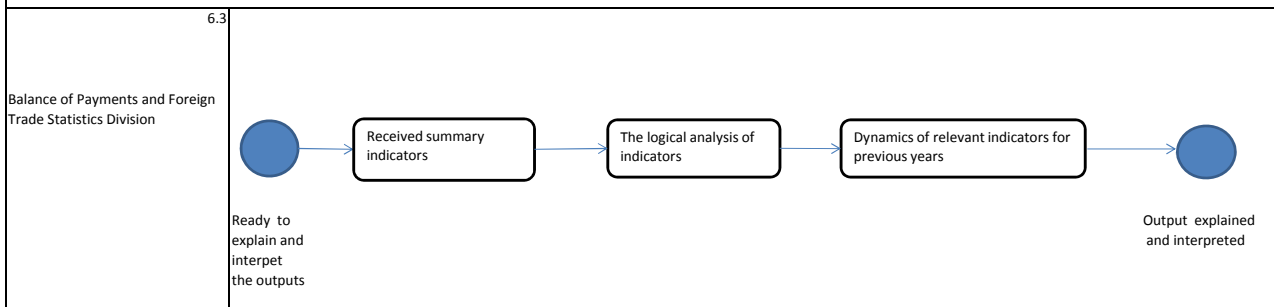 6.3
Balance of Payments and Foreign
Trade Statistics Division
Received summary
indicators
The logical analysis of
indicators
Dynamics of relevant indicators for
previous years
Ready to
explain and
interpet
the outputs
Output explained
and interpreted